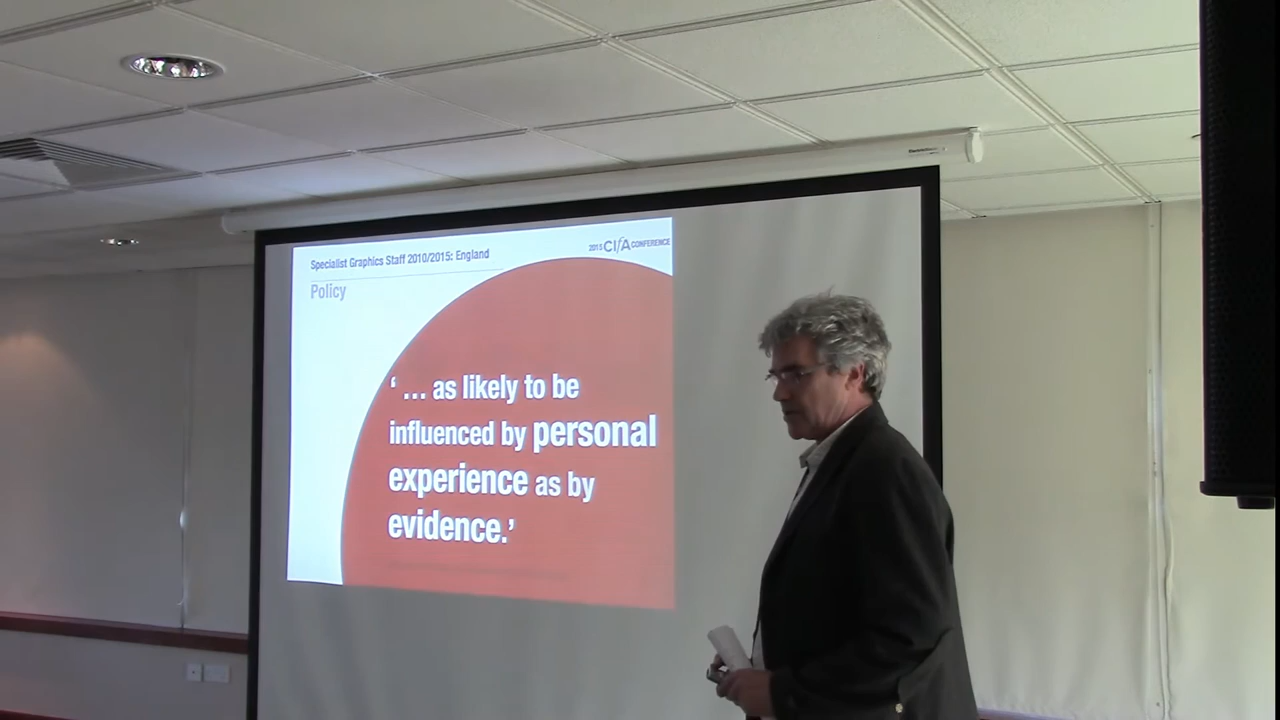 Specialist Graphics Staff 2010/2015: England
2015 CIfA CONFERENCE
Policy
‘ … as likely to be
influenced by personal
experience as by
evidence.’